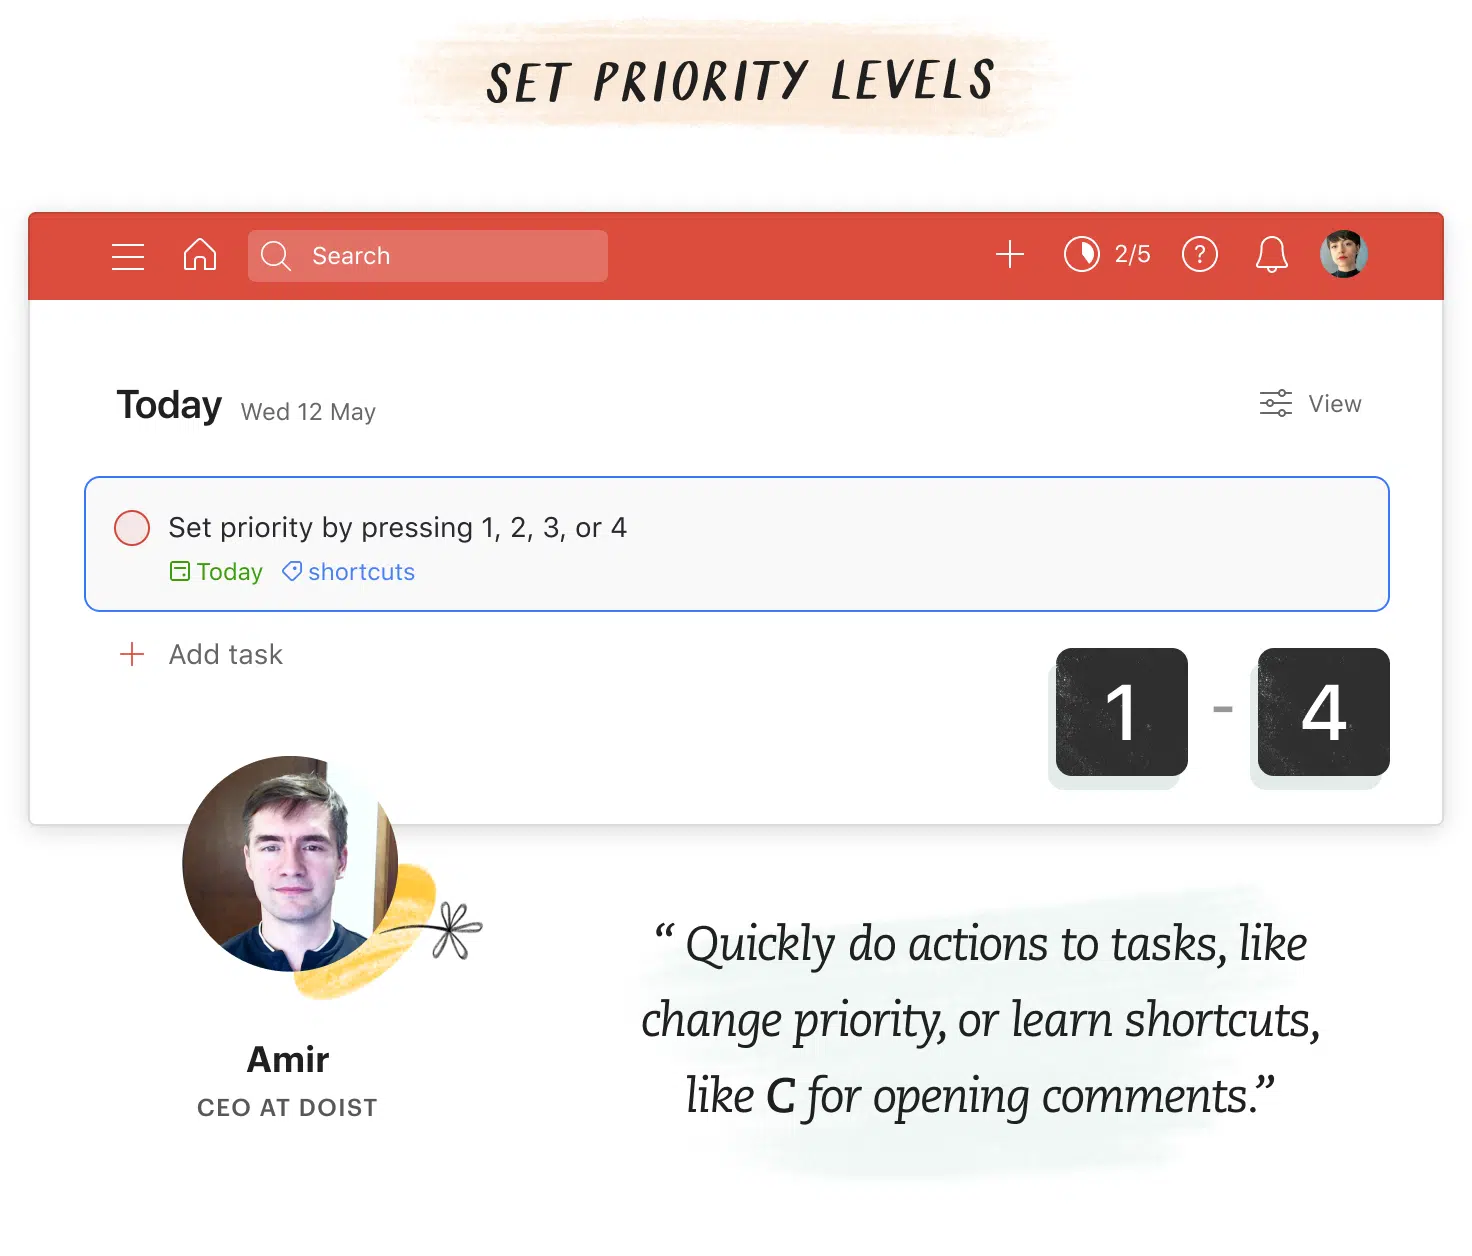 SET PRIORITY LEVELS
Search
2/5
?
Today Wed 12 May
View
Set priority by pressing 1, 2, 3, or 4
Today shortcuts
Add task
1 - 4
“ Quickly do actions to tasks, like
change priority, or learn shortcuts,
like C for opening comments.”
Amir
CEO AT DOIST